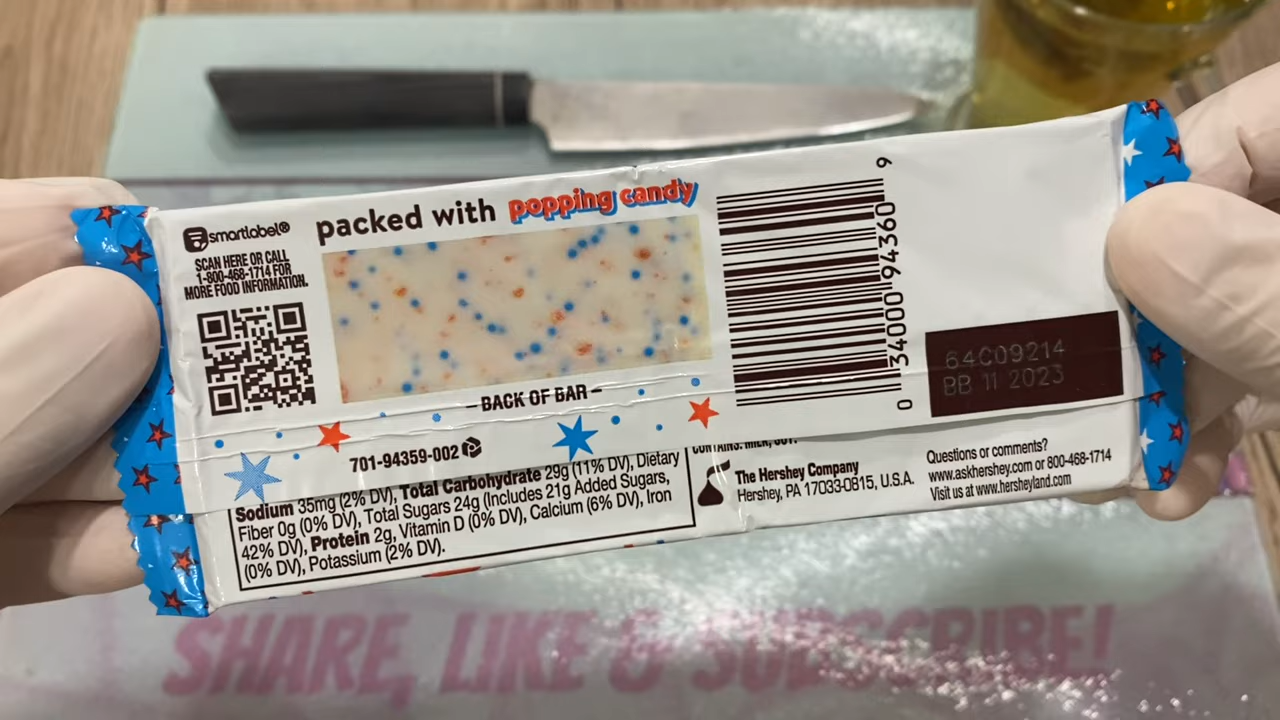 smartlabel®
SCAN HERE OR CALL
1-800-468-1714 FOR
MORE FOOD INFORMATION.
packed with popping candy
– BACK OF BAR –
701-94359-002
0 34000 94360 9
64C09214
BB 11 2023
Sodium 35mg (2% DV), Total Carbohydrate 29g (11% DV), Dietary
Fiber 0g (0% DV), Total Sugars 24g (Includes 21g Added Sugars,
42% DV), Protein 2g, Vitamin D (0% DV), Calcium (6% DV), Iron
(0% DV), Potassium (2% DV).
CONTAINS: MILK, SOY.
The Hershey Company
Hershey, PA 17033-0815, U.S.A.
Questions or comments?
www.askhershey.com or 800-468-1714
Visit us at www.hersheyland.com
SHARE, LIKE & SUBSCRIBE!